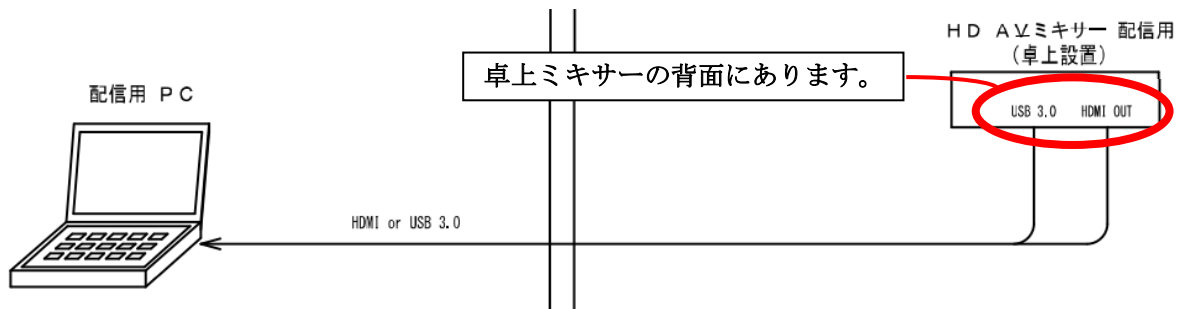 ＨＤ ＡＶミキサー 配信用
（卓上設置）
卓上ミキサーの背面にあります。
配信用 ＰＣ
USB 3.0 HDMI OUT
HDMI or USB 3.0